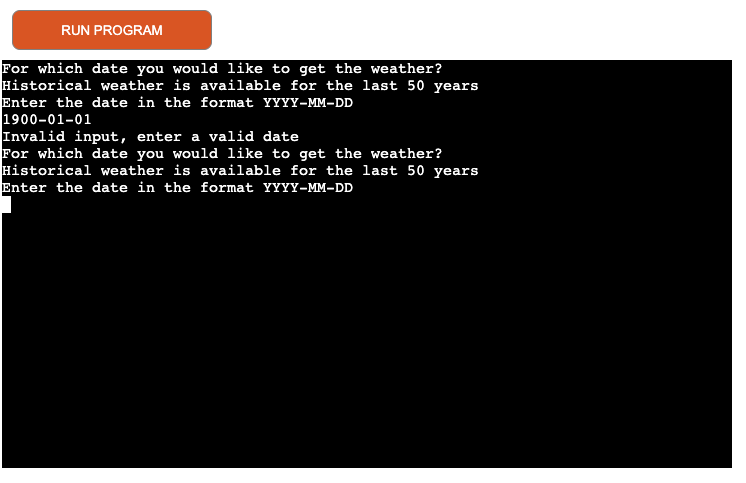 RUN PROGRAM
For which date you would like to get the weather?
Historical weather is available for the last 50 years
Enter the date in the format YYYY-MM-DD
1900-01-01
Invalid input, enter a valid date
For which date you would like to get the weather?
Historical weather is available for the last 50 years
Enter the date in the format YYYY-MM-DD